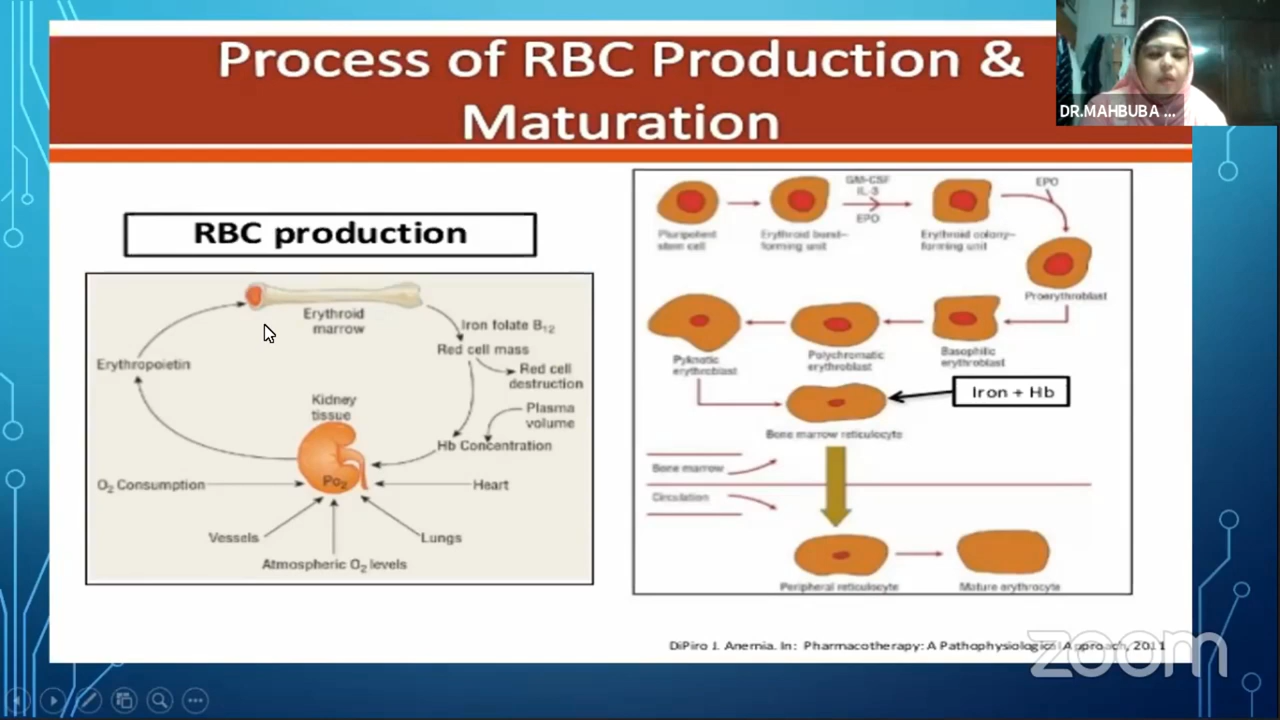 Process of RBC Production &
Maturation
DR.MAHBUBA ...
RBC production
Erythroid
marrow
Iron folate B12
Red cell mass
Red cell
destruction
Plasma
volume
Hb Concentration
Erythropoietin
Kidney
tissue
Po2
O2 Consumption
Heart
Vessels
Lungs
Atmospheric O2 levels
Pluripotent
stem cell
Erythroid burst–
forming unit
GM-CSF
IL-3
EPO
Erythroid colony–
forming unit
EPO
Proerythroblast
Basophilic
erythroblast
Polychromatic
erythroblast
Pyknotic
erythroblast
Iron + Hb
Bone marrow reticulocyte
Bone marrow
Circulation
Peripheral reticulocyte
Mature erythrocyte
DiPiro J. Anemia. In: Pharmacotherapy: A Pathophysiological Approach, 2011
zoom